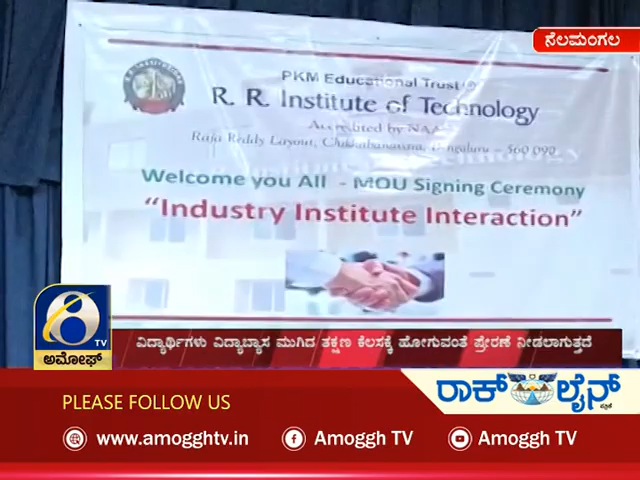 ನೆಲಮಂಗಲ
PKM Educational Trust ®
R. R. Institute of Technology
Accredited by NAAC
Raja Reddy Layout, Chikkabanavara, Bengaluru – 560 090
Welcome you All - MOU Signing Ceremony
“Industry Institute Interaction”
TV
ಅಮೋಘ್
ವಿದ್ಯಾರ್ಥಿಗಳು ವಿದ್ಯಾಬ್ಯಾಸ ಮುಗಿದ ತಕ್ಷಣ ಕೆಲಸಕ್ಕೆ ಹೋಗುವಂತೆ ಪ್ರೇರಣೆ ನೀಡಲಾಗುತ್ತದೆ
ರಾಕ್ ಲೈನ್
PLEASE FOLLOW US
www.amogghtv.in Amoggh TV Amoggh TV